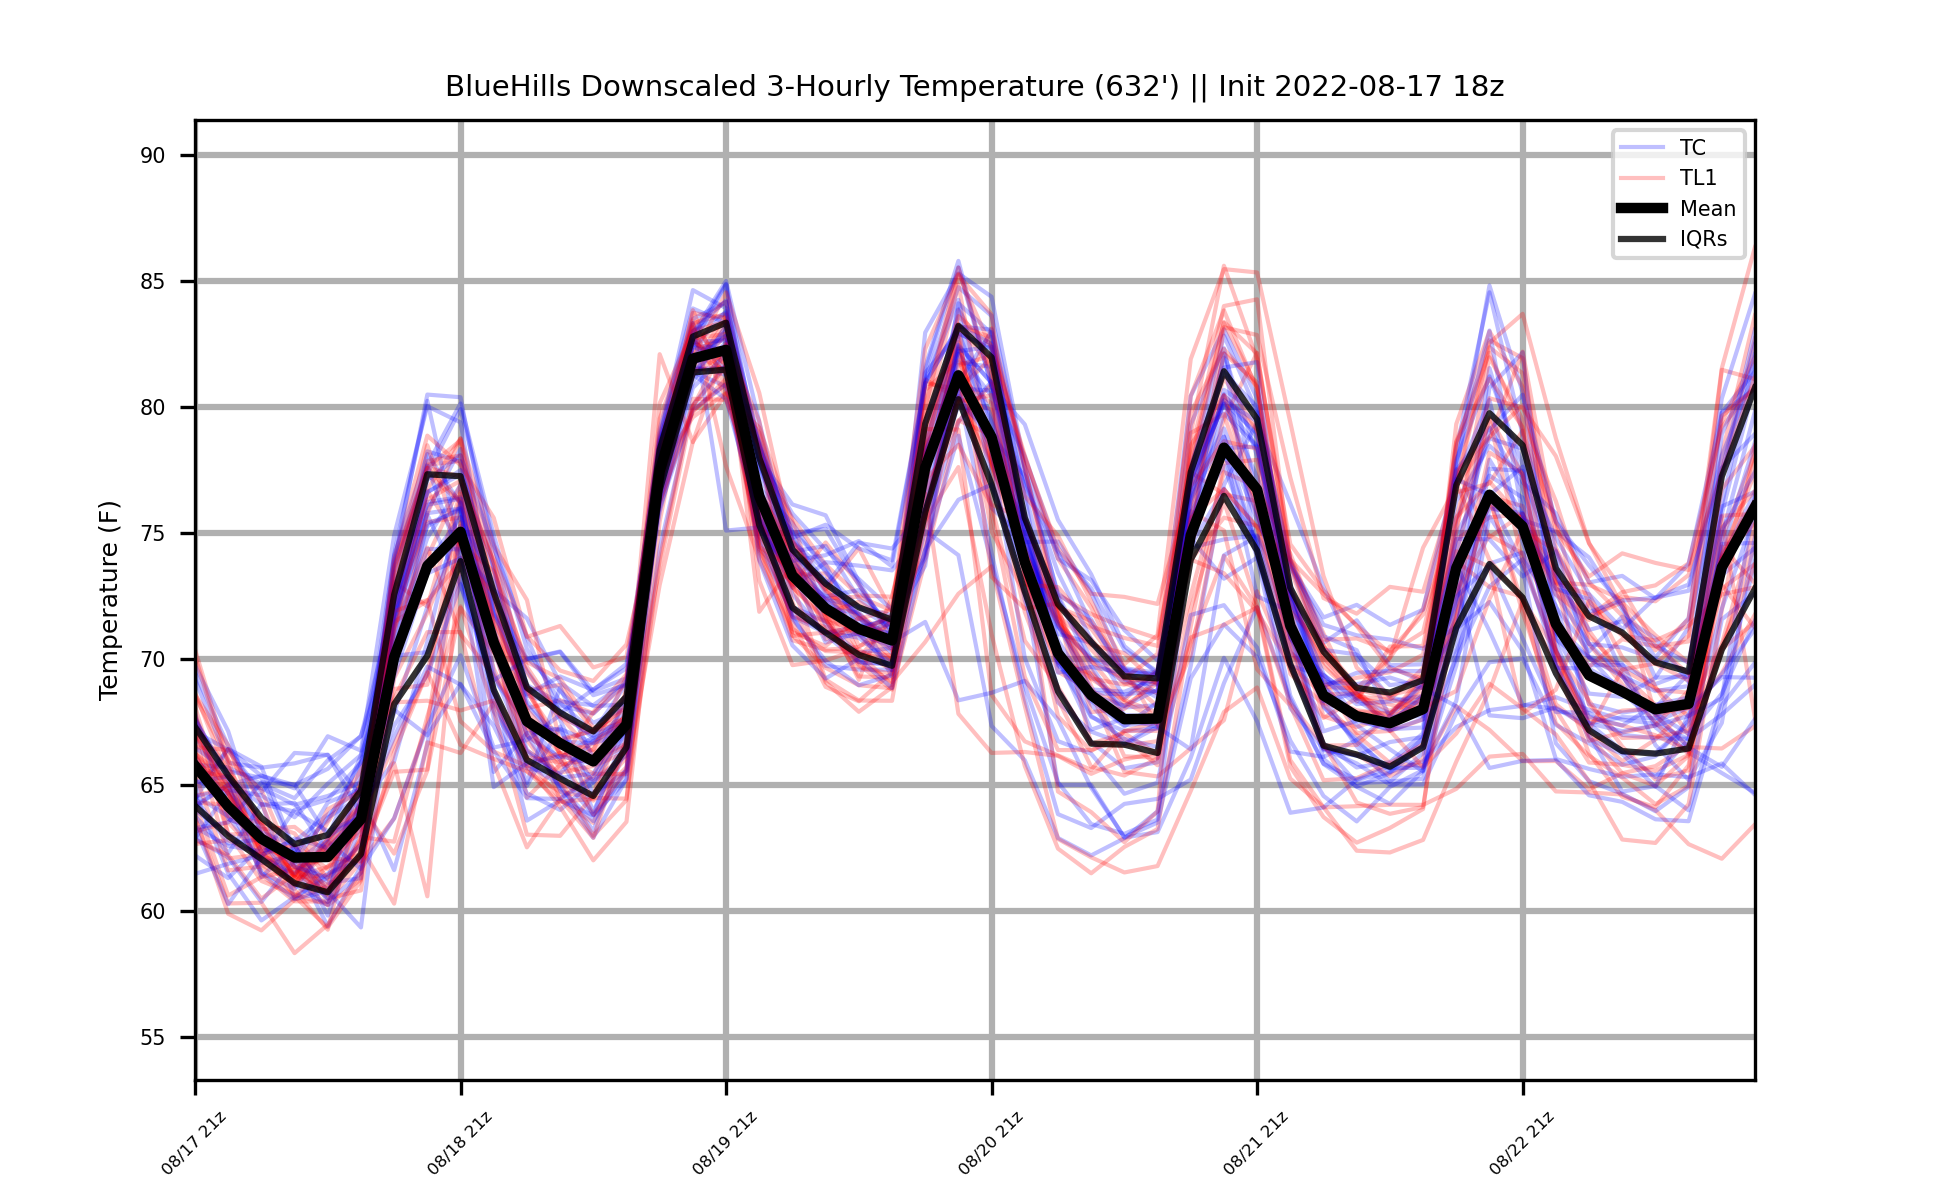 BlueHills Downscaled 3-Hourly Temperature (632') || Init 2022-08-17 18z
TC
TL1
Mean
IQRs
Temperature (F)
90
85
80
75
70
65
60
55
08/17 21z
08/18 21z
08/19 21z
08/20 21z
08/21 21z
08/22 21z